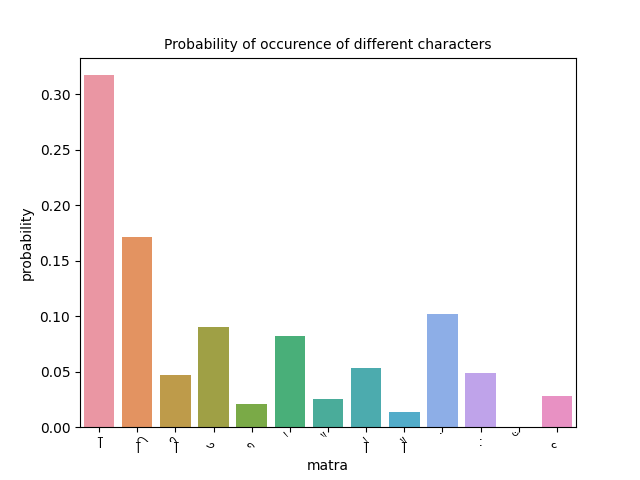 Probability of occurence of different characters
probability
0.30
0.25
0.20
0.15
0.10
0.05
0.00
ा ि ी ु ू े ै ो ौ ं ः ँ ृ
matra